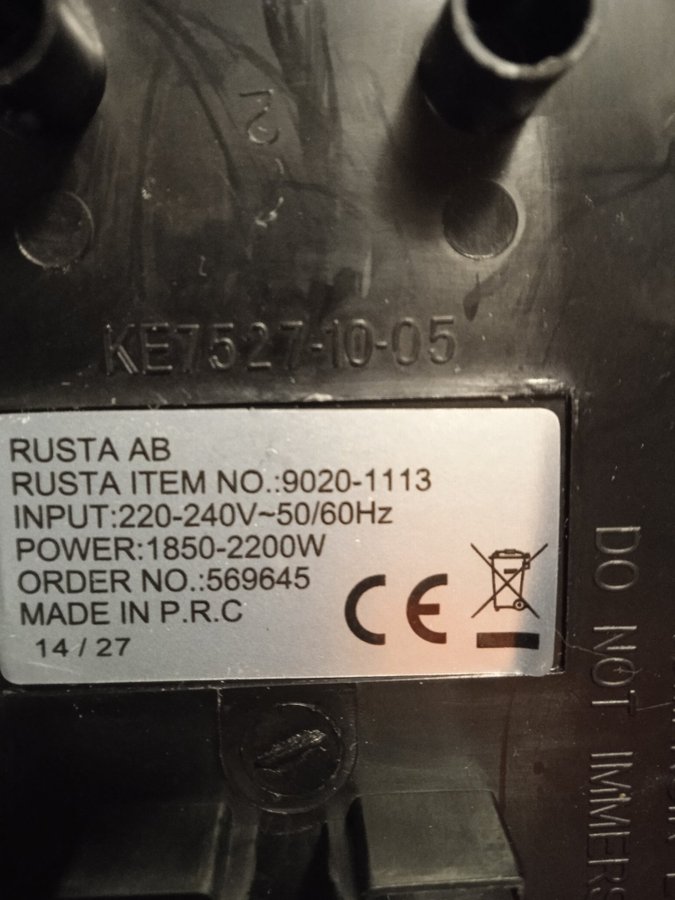 KE7527-10-05
RUSTA AB
RUSTA ITEM NO.:9020-1113
INPUT:220-240V~50/60Hz
POWER:1850-2200W
ORDER NO.:569645
MADE IN P.R.C
14 / 27
CE
DO NOT IMMERS